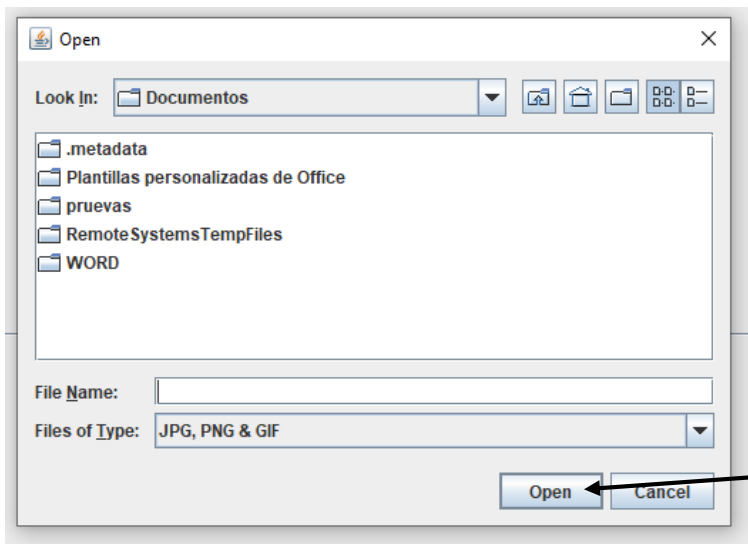 Open
Look In: Documentos
.metadata
Plantillas personalizadas de Office
pruevas
RemoteSystemsTempFiles
WORD
File Name:
Files of Type: JPG, PNG & GIF
Open Cancel